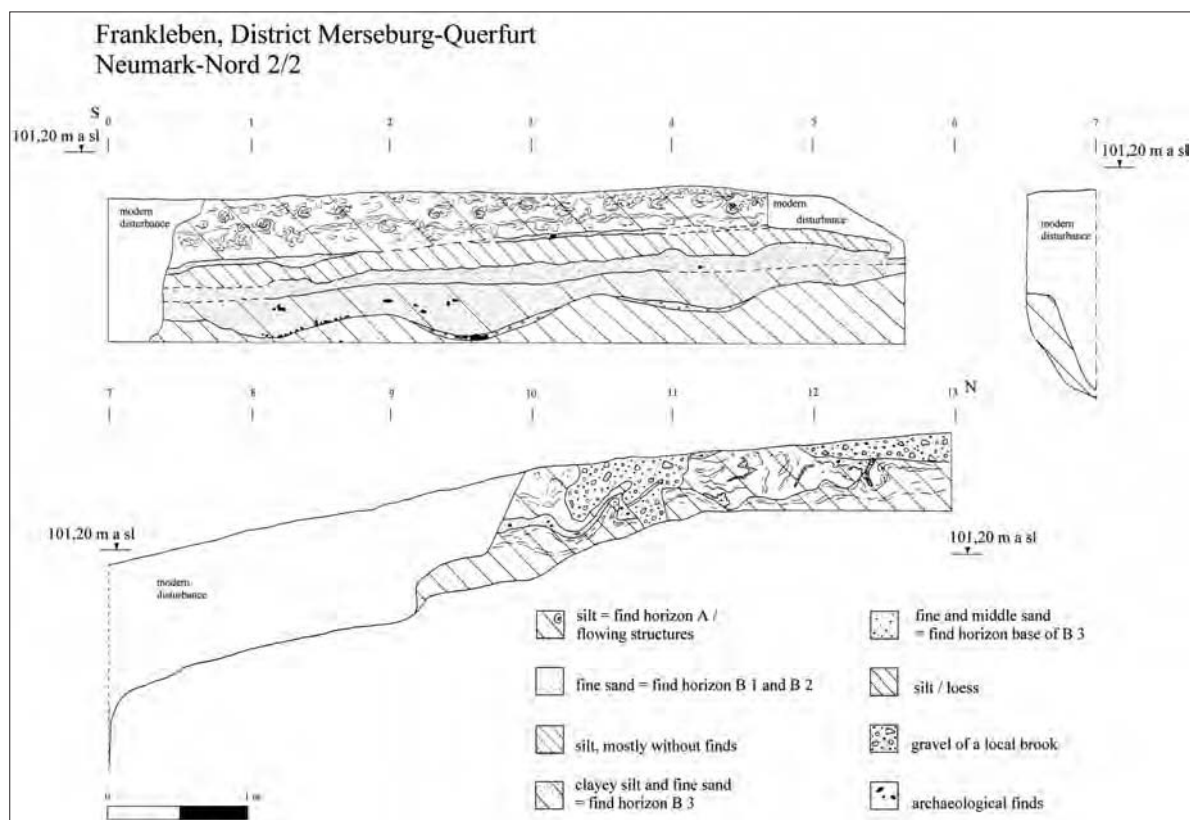 Frankleben, District Merseburg-Querfurt
Neumark-Nord 2/2
S
0 1 2 3 4 5 6 7
101,20 m a sl
101,20 m a sl
modern
disturbance
modern
disturbance
modern
disturbance
7 8 9 10 11 12 13
N
101,20 m a sl
101,20 m a sl
modern
disturbance
silt = find horizon A /
flowing structures
fine sand = find horizon B 1 and B 2
silt, mostly without finds
clayey silt and fine sand
= find horizon B 3
fine and middle sand
= find horizon base of B 3
silt / loess
gravel of a local brook
archaeological finds
0 1 m